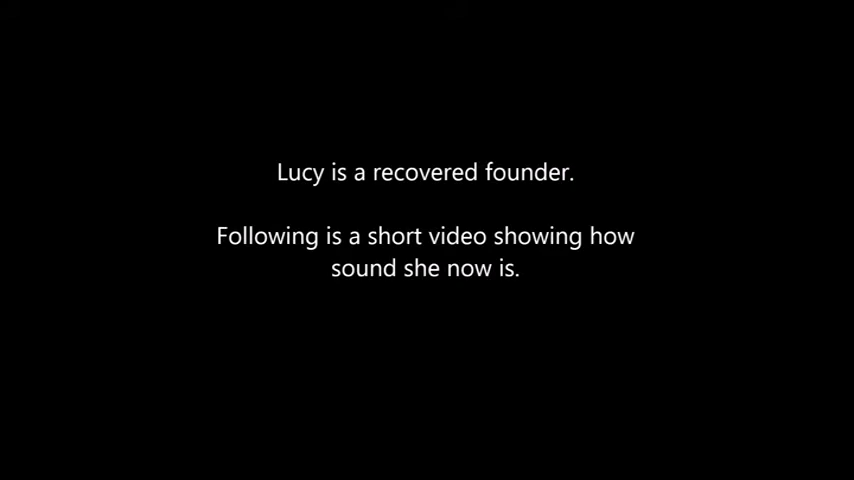 Lucy is a recovered founder.
Following is a short video showing how
sound she now is.